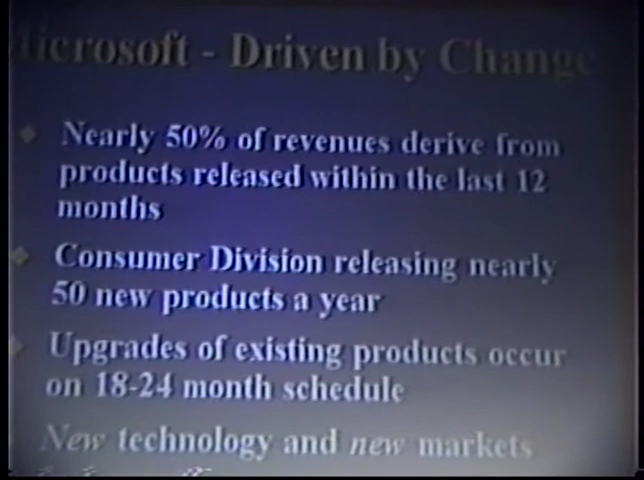 Microsoft - Driven by Change
Nearly 50% of revenues derive from
products released within the last 12
months
Consumer Division releasing nearly
50 new products a year
Upgrades of existing products occur
on 18-24 month schedule
New technology and new markets